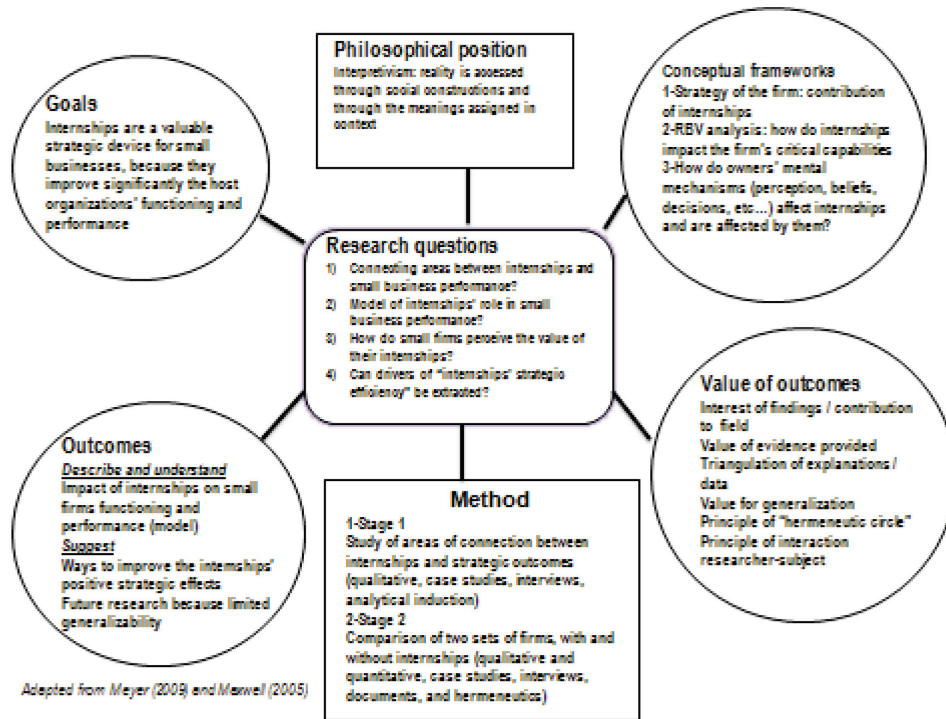 Philosophical position
Interpretivism: reality is accessed
through social constructions and
through the meanings assigned in
context
Goals
Internships are a valuable
strategic device for small
businesses, because they
improve significantly the host
organizations' functioning and
performance
Conceptual frameworks
1-Strategy of the firm: contribution
of internships
2-RBV analysis: how do internships
impact the firm's critical capabilities
3-How do owners' mental
mechanisms (perception, beliefs,
decisions, etc...) affect internships
and are affected by them?
Research questions
1) Connecting areas between internships and
small business performance?
2) Model of internships' role in small
business performance?
3) How do small firms perceive the value of
their internships?
4) Can drivers of "internships' strategic
efficiency" be extracted?
Outcomes
Describe and understand
Impact of internships on small
firms functioning and
performance (model)
Suggest
Ways to improve the internships'
positive strategic effects
Future research because limited
generalizability
Method
1-Stage 1
Study of areas of connection between
internships and strategic outcomes
(qualitative, case studies, interviews,
analytical induction)
2-Stage 2
Comparison of two sets of firms, with and
without internships (qualitative and
quantitative, case studies, interviews,
documents, and hermeneutics)
Value of outcomes
Interest of findings / contribution
to field
Value of evidence provided
Triangulation of explanations /
data
Value for generalization
Principle of "hermeneutic circle"
Principle of interaction
researcher-subject
Adapted from Meyer (2009) and Maxwell (2005)